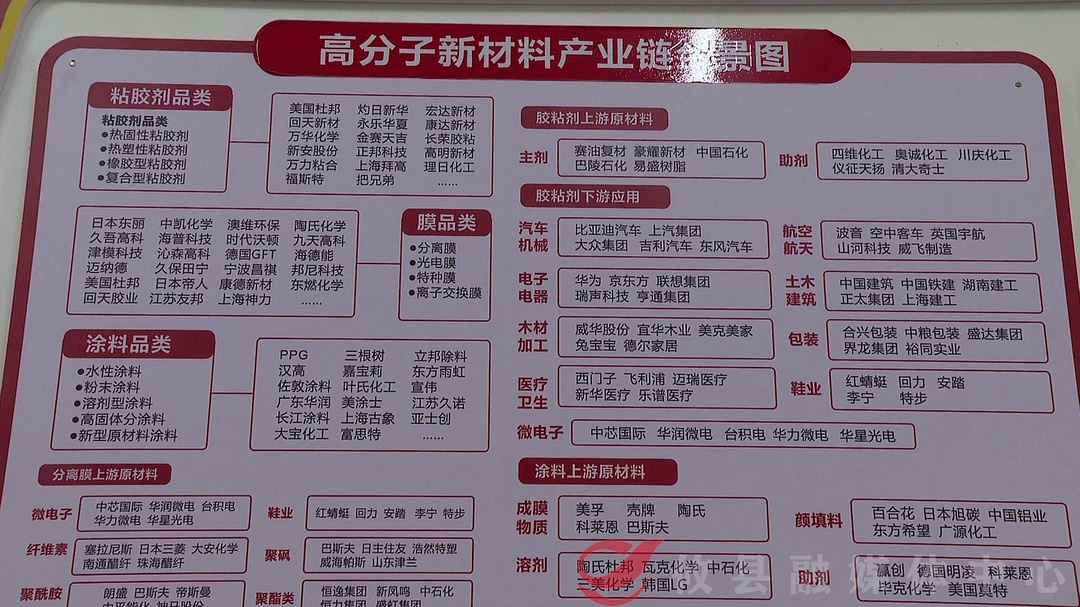 高分子新材料产业链全景图
粘胶剂品类
粘胶剂品类
●热固性粘胶剂
●热塑性粘胶剂
●橡胶型粘胶剂
●复合型粘胶剂
美国杜邦 灼日新华 宏达新材
回天新材 永乐华夏 康达新材
万华化学 金赛天吉 长荣胶粘
新安股份 正邦科技 高明新材
万力粘合 上海拜高 理日化工
福斯特 把兄弟 ……
日本东丽 中凯化学 澳维环保 陶氏化学
久吾高科 海普科技 时代沃顿 九天高科
津膜科技 沁森高科 德国GFT 海德能
迈纳德 久保田宁 宁波昌祺 邦尼科技
美国杜邦 日本帝人 康德新材 东燃化学
回天胶业 江苏友邦 上海神力 ……
膜品类
●分离膜
●光电膜
●特种膜
●离子交换膜
涂料品类
●水性涂料
●粉末涂料
●溶剂型涂料
●高固体分涂料
●新型原材料涂料
PPG 三根树 立邦除料
汉高 嘉宝莉 东方雨虹
佐敦涂料 叶氏化工 宣伟
广东华润 美涂士 江苏久诺
长江涂料 上海古象 亚士创
大宝化工 富思特 ……
分离膜上游原材料
微电子
中芯国际 华润微电 台积电
华力微电 华星光电
鞋业
红蜻蜓 回力 安踏 李宁 特步
纤维素
塞拉尼斯 日本三菱 大安化学
南通醋纤 珠海醋纤
聚砜
巴斯夫 日主住友 浩然特塑
威海帕斯 山东津兰
聚酰胺
朗盛 巴斯夫 帝斯曼
中平能化 神马股份
聚酯类
恒逸集团 新凤鸣 中石化
恒力集团 盛虹集团
胶粘剂上游原材料
主剂
赛油复材 豪耀新材 中国石化
巴陵石化 易盛树脂
助剂
四维化工 奥诚化工 川庆化工
仪征天扬 清大奇士
胶粘剂下游应用
汽车
机械
比亚迪汽车 上汽集团
大众集团 吉利汽车 东风汽车
航空
航天
波音 空中客车 英国宇航
山河科技 威飞制造
电子
电器
华为 京东方 联想集团
瑞声科技 亨通集团
土木
建筑
中国建筑 中国铁建 湖南建工
正太集团 上海建工
木材
加工
威华股份 宜华木业 美克美家
兔宝宝 德尔家居
包装
合兴包装 中粮包装 盛达集团
界龙集团 裕同实业
医疗
卫生
西门子 飞利浦 迈瑞医疗
新华医疗 乐谱医疗
鞋业
红蜻蜓 回力 安踏
李宁 特步
微电子
中芯国际 华润微电 台积电 华力微电 华星光电
涂料上游原材料
成膜
物质
美孚 壳牌 陶氏
科莱恩 巴斯夫
颜填料
百合花 日本旭碳 中国铝业
东方希望 广源化工
溶剂
陶氏杜邦 瓦克化学 中石化
三美化学 韩国LG
助剂
赢创 德国明凌 科莱恩
毕克化学 美国莫特
攸县融媒体中心